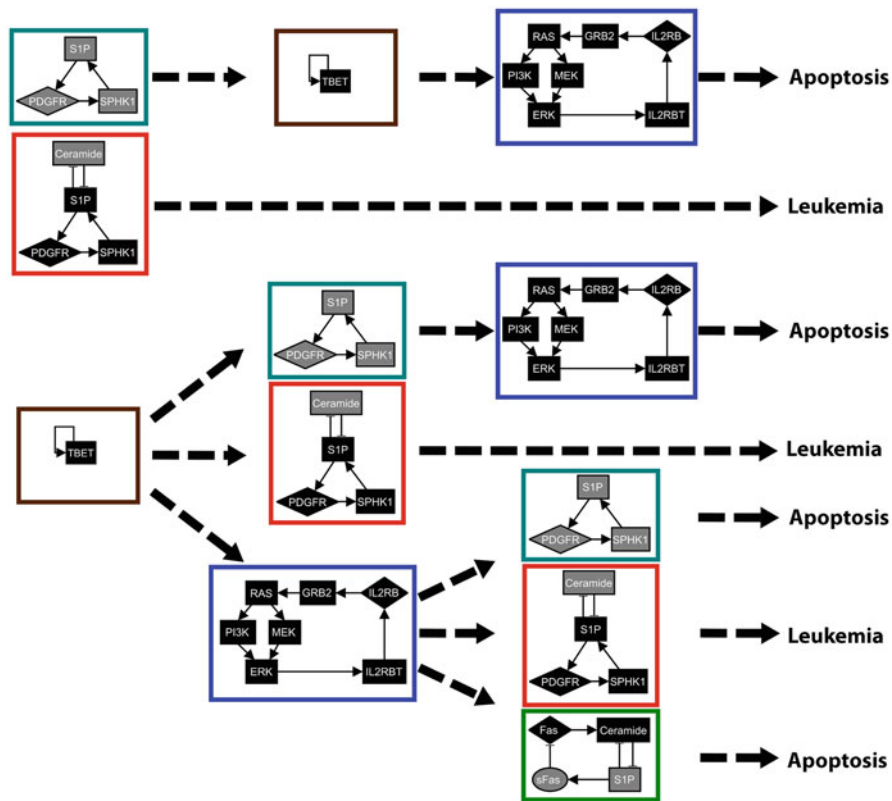 S1P
PDGFR SPHK1
TBET
RAS GRB2 IL2RB
PI3K MEK
ERK IL2RBT
Apoptosis
Ceramide
S1P
PDGFR SPHK1
Leukemia
S1P
PDGFR SPHK1
RAS GRB2 IL2RB
PI3K MEK
ERK IL2RBT
Apoptosis
TBET
Ceramide
S1P
PDGFR SPHK1
Leukemia
S1P
PDGFR SPHK1
Apoptosis
RAS GRB2 IL2RB
PI3K MEK
ERK IL2RBT
Ceramide
S1P
PDGFR SPHK1
Leukemia
Fas Ceramide
sFas S1P
Apoptosis